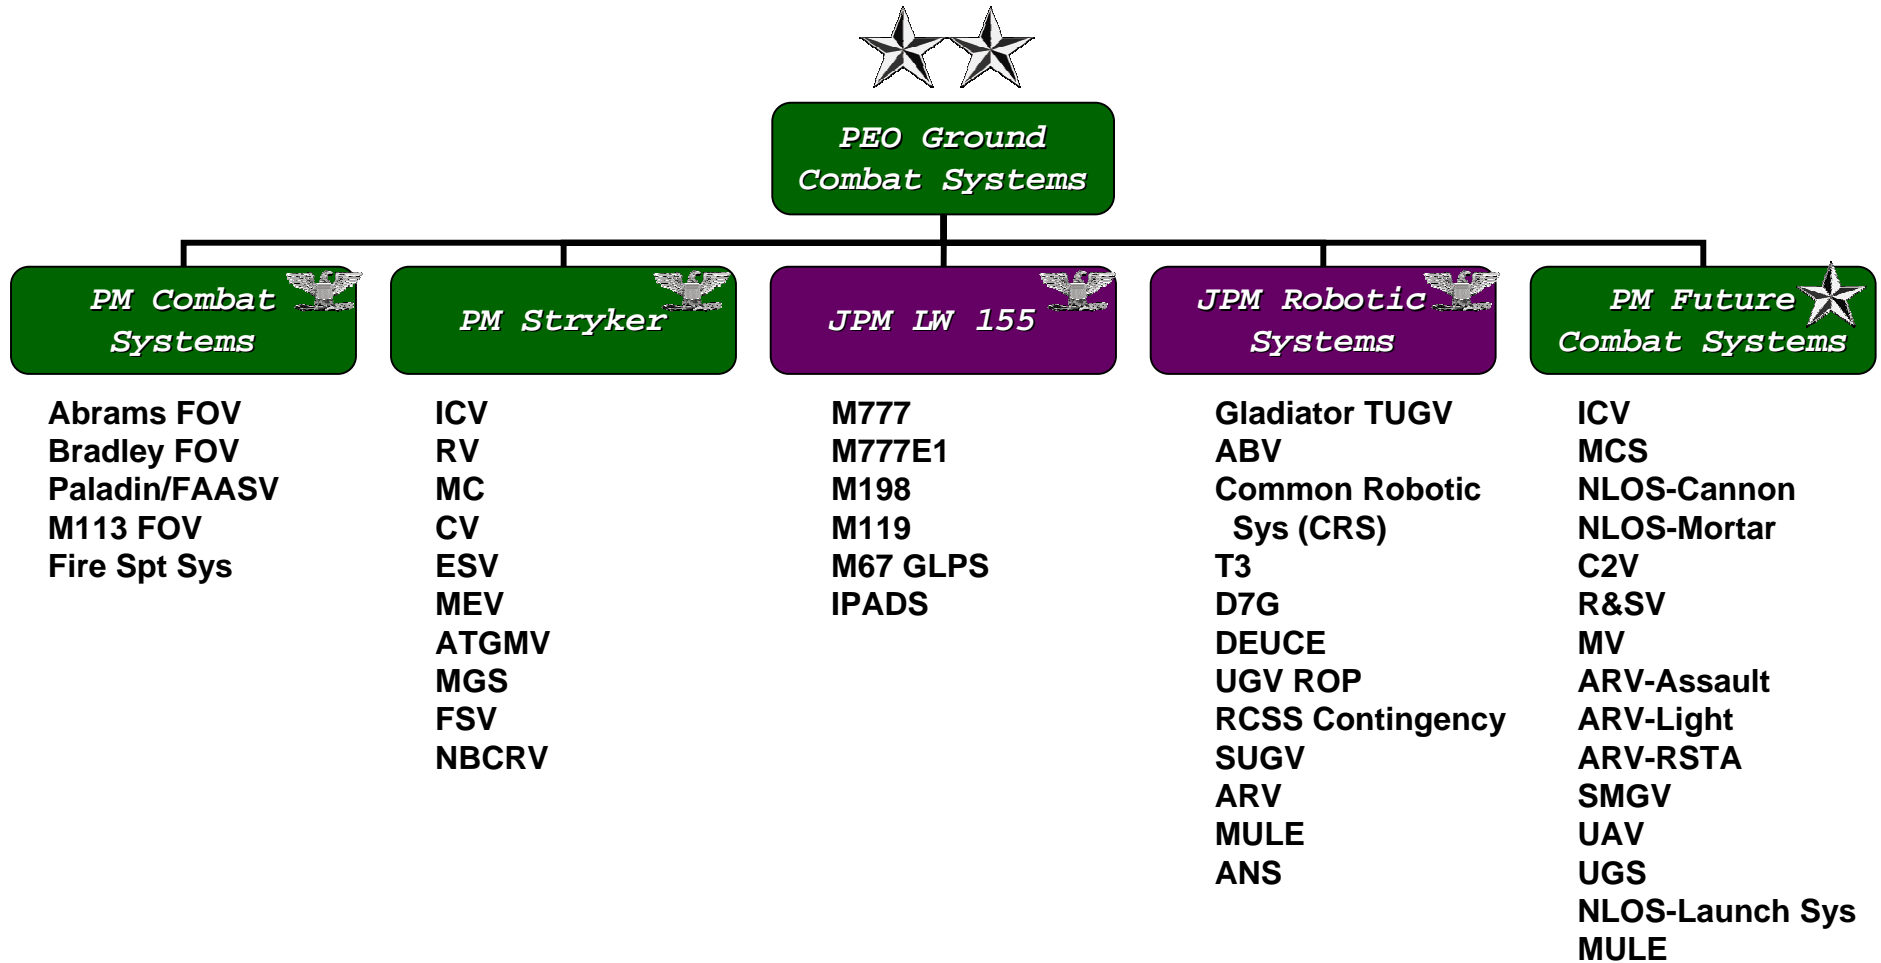 PEO Ground
Combat Systems
PM Combat
Systems
Abrams FOV
Bradley FOV
Paladin/FAASV
M113 FOV
Fire Spt Sys
PM Stryker
ICV
RV
MC
CV
ESV
MEV
ATGMV
MGS
FSV
NBCRV
JPM LW 155
M777
M777E1
M198
M119
M67 GLPS
IPADS
JPM Robotic
Systems
Gladiator TUGV
ABV
Common Robotic
Sys (CRS)
T3
D7G
DEUCE
UGV ROP
RCSS Contingency
SUGV
ARV
MULE
ANS
PM Future
Combat Systems
ICV
MCS
NLOS-Cannon
NLOS-Mortar
C2V
R&SV
MV
ARV-Assault
ARV-Light
ARV-RSTA
SMGV
UAV
UGS
NLOS-Launch Sys
MULE